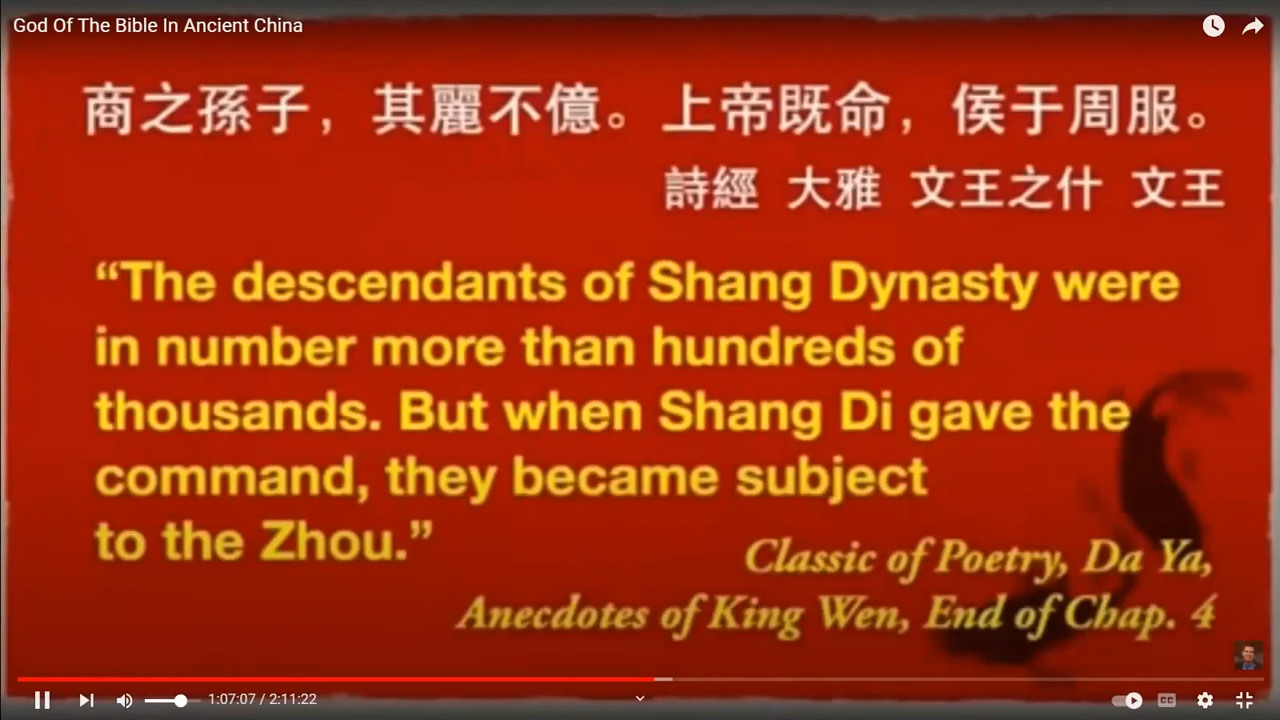 God Of The Bible In Ancient China
商之孫子，其麗不億。上帝既命，侯于周服。
詩經 大雅 文王之什 文王
“The descendants of Shang Dynasty were
in number more than hundreds of
thousands. But when Shang Di gave the
command, they became subject
to the Zhou.”
Classic of Poetry, Da Ya,
Anecdotes of King Wen, End of Chap. 4
1:07:07 / 2:11:22
CC